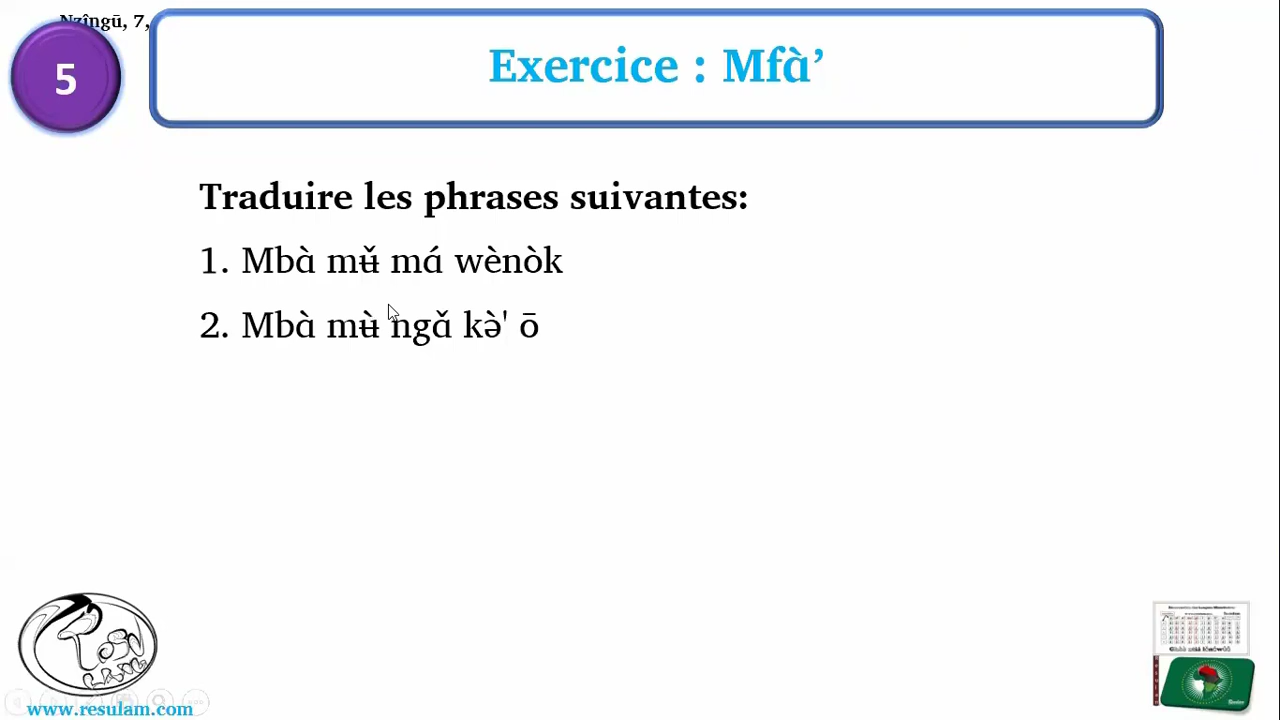 Nzîngū, 7,
5
Exercice : Mfà’
Traduire les phrases suivantes:
1. Mbà mʉ̌ má wènòk
2. Mbà mʉ̀ ngǎ kə̀' ō
www.resulam.com